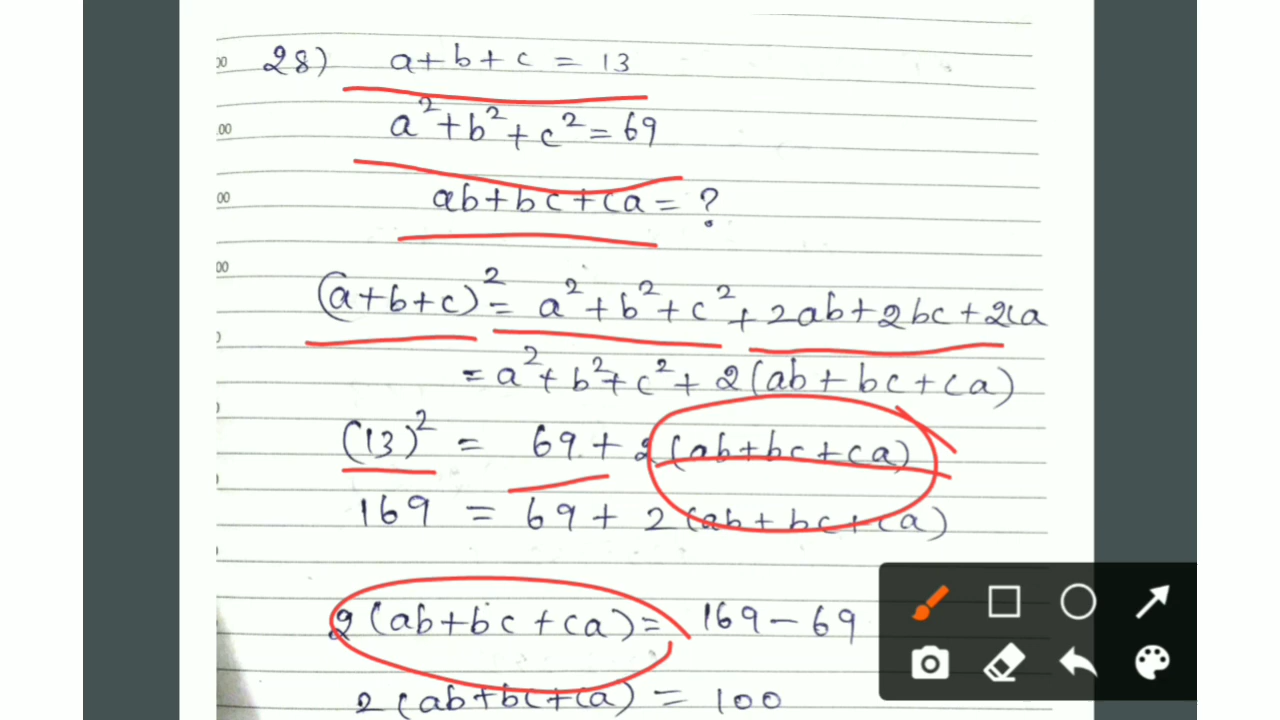 28) a+b+c = 13
a²+b²+c²=69
ab+bc+ca= ?
(a+b+c)²= a²+b²+c²+2ab+2bc+2ca
= a²+b²+c²+2(ab+bc+ca)
(13)² = 69+2(ab+bc+ca)
169 = 69+2(ab+bc+ca)
2(ab+bc+ca)= 169-69
2(ab+bc+ca) = 100